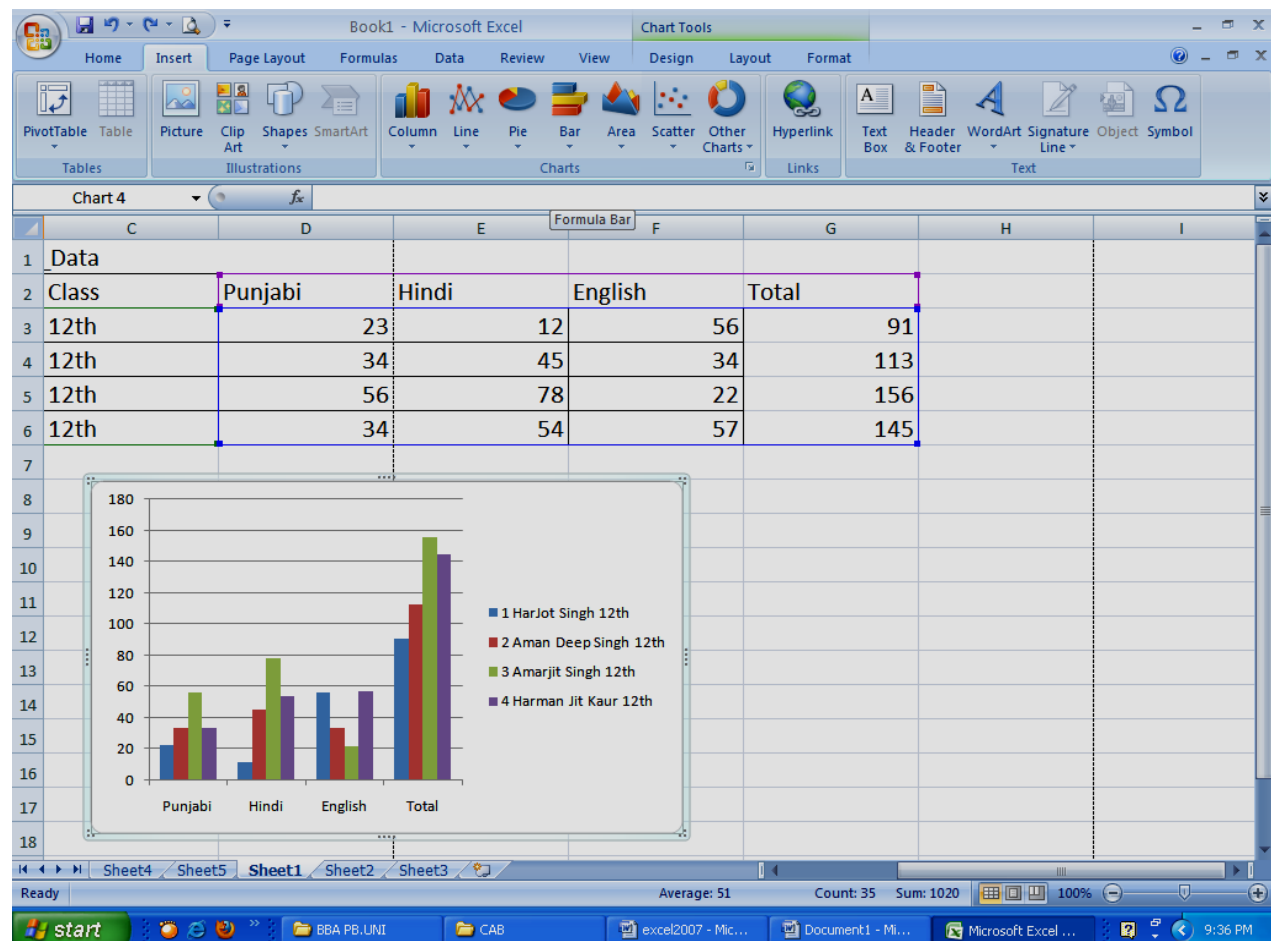 Book1 - Microsoft Excel Chart Tools
Home Insert Page Layout Formulas Data Review View Design Layout Format
PivotTable Table Picture Clip Art Shapes SmartArt Column Line Pie Bar Area Scatter Other Charts Hyperlink Text Box Header & Footer WordArt Signature Line Object Symbol
Tables Illustrations Charts Links Text
Chart 4 fx
Formula Bar
C D E F G H I
1 _Data
2 Class Punjabi Hindi English Total
3 12th 23 12 56 91
4 12th 34 45 34 113
5 12th 56 78 22 156
6 12th 34 54 57 145
7
8
9
10
11
12
13
14
15
16
17
18
180
160
140
120
100
80
60
40
20
0
Punjabi Hindi English Total
1 HarJot Singh 12th
2 Aman Deep Singh 12th
3 Amarjit Singh 12th
4 Harman Jit Kaur 12th
Sheet4 Sheet5 Sheet1 Sheet2 Sheet3
Ready Average: 51 Count: 35 Sum: 1020 100%
start BBA PB.UNI CAB excel2007 - Mic... Document1 - Mi... Microsoft Excel ... 9:36 PM